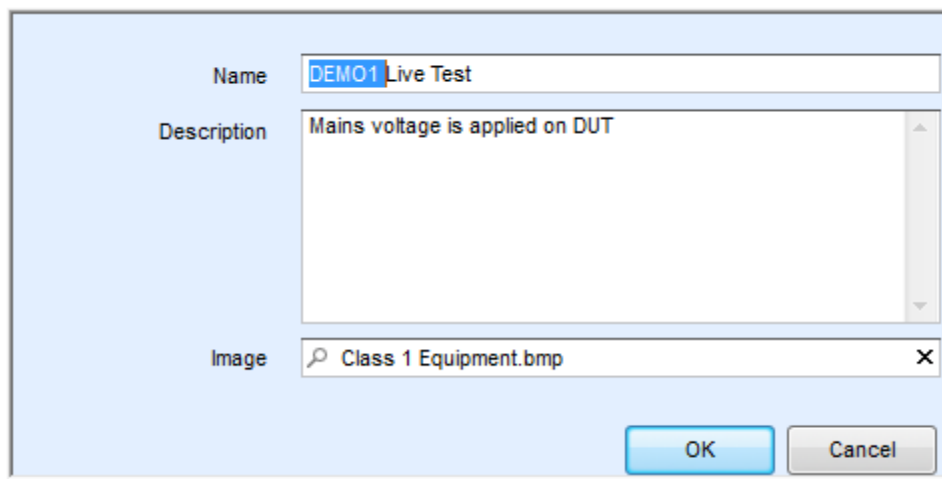 Name DEMO1 Live Test
Description Mains voltage is applied on DUT
Image Class 1 Equipment.bmp
OK Cancel